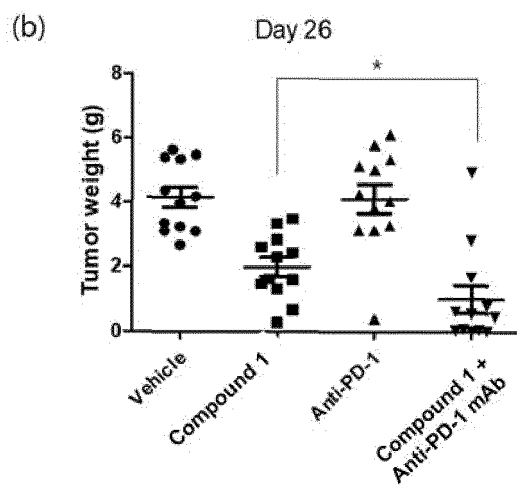 (b)
Day 26
*
Tumor weight (g)
8
6
4
2
0
Vehicle
Compound 1
Anti-PD-1
Compound 1 +
Anti-PD-1 mAb